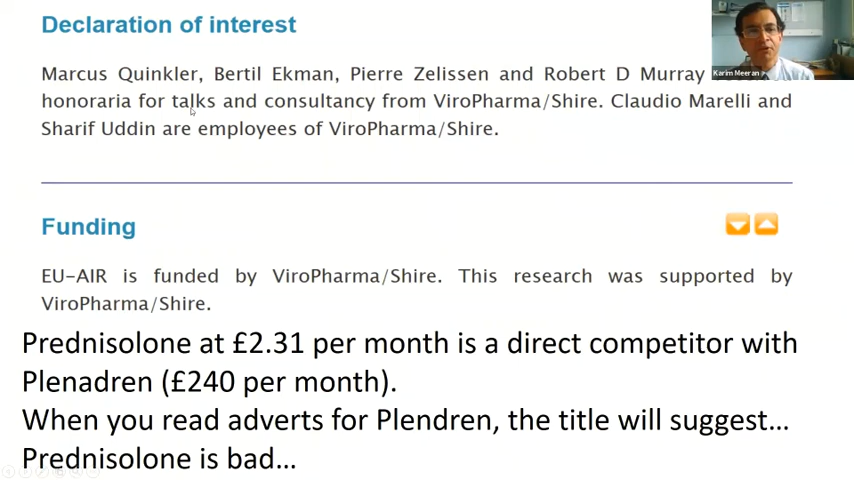 Declaration of interest
Marcus Quinkler, Bertil Ekman, Pierre Zelissen and Robert D Murray
honoraria for talks and consultancy from ViroPharma/Shire. Claudio Marelli and
Sharif Uddin are employees of ViroPharma/Shire.
Karim Meeran
Funding
EU-AIR is funded by ViroPharma/Shire. This research was supported by
ViroPharma/Shire.
Prednisolone at £2.31 per month is a direct competitor with
Plenadren (£240 per month).
When you read adverts for Plendren, the title will suggest...
Prednisolone is bad...